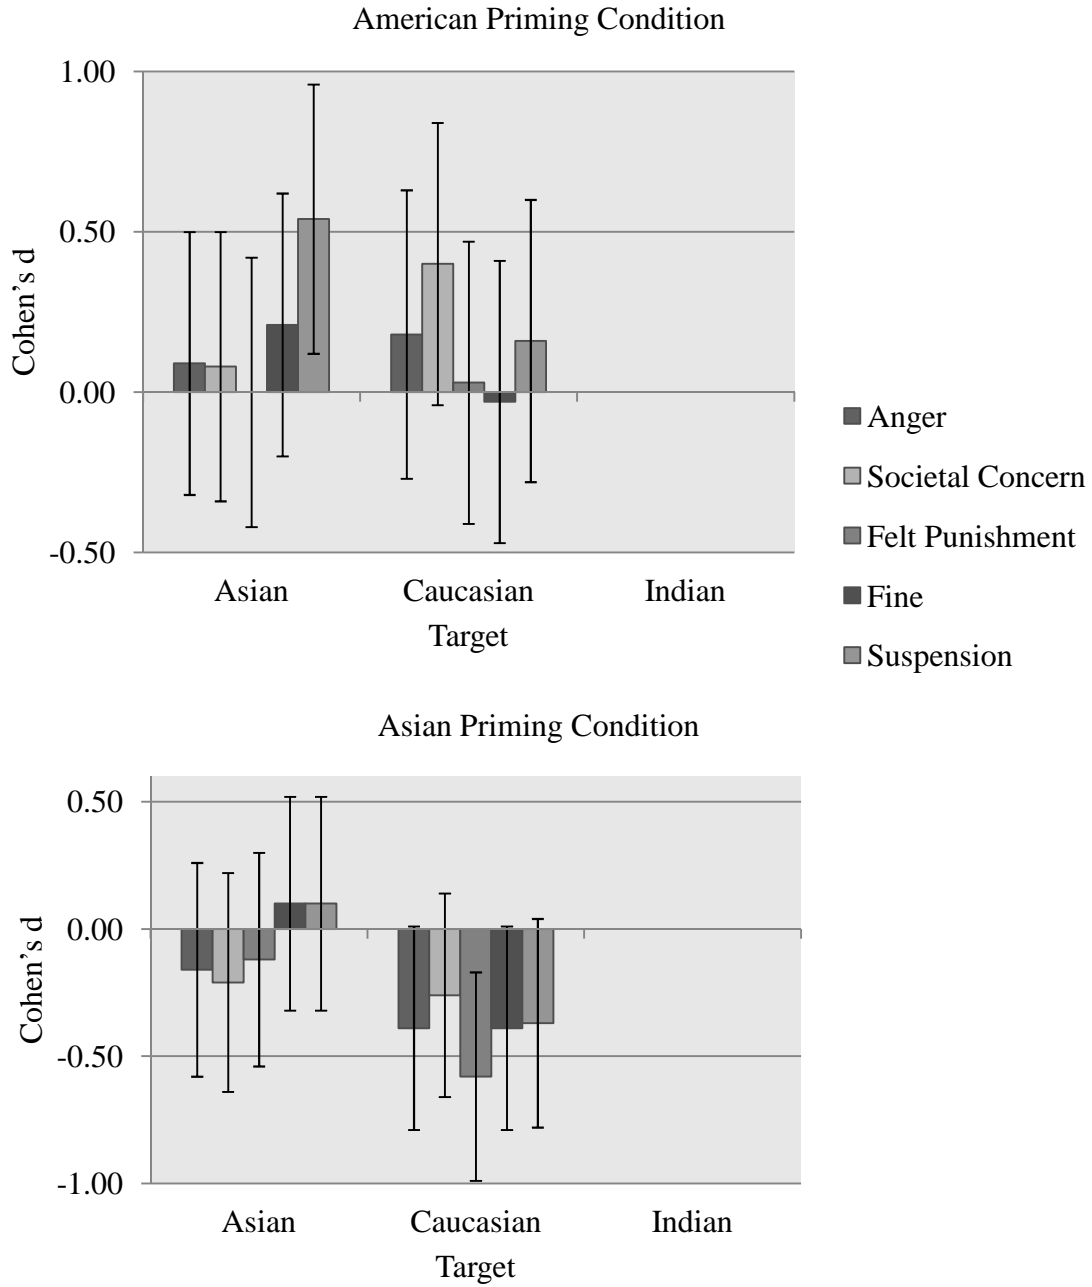 American Priming Condition
1.00
0.50
0.00
-0.50
Cohen’s d
Asian Caucasian Indian
Target
Anger
Societal Concern
Felt Punishment
Fine
Suspension
Asian Priming Condition
0.50
0.00
-0.50
-1.00
Cohen’s d
Asian Caucasian Indian
Target